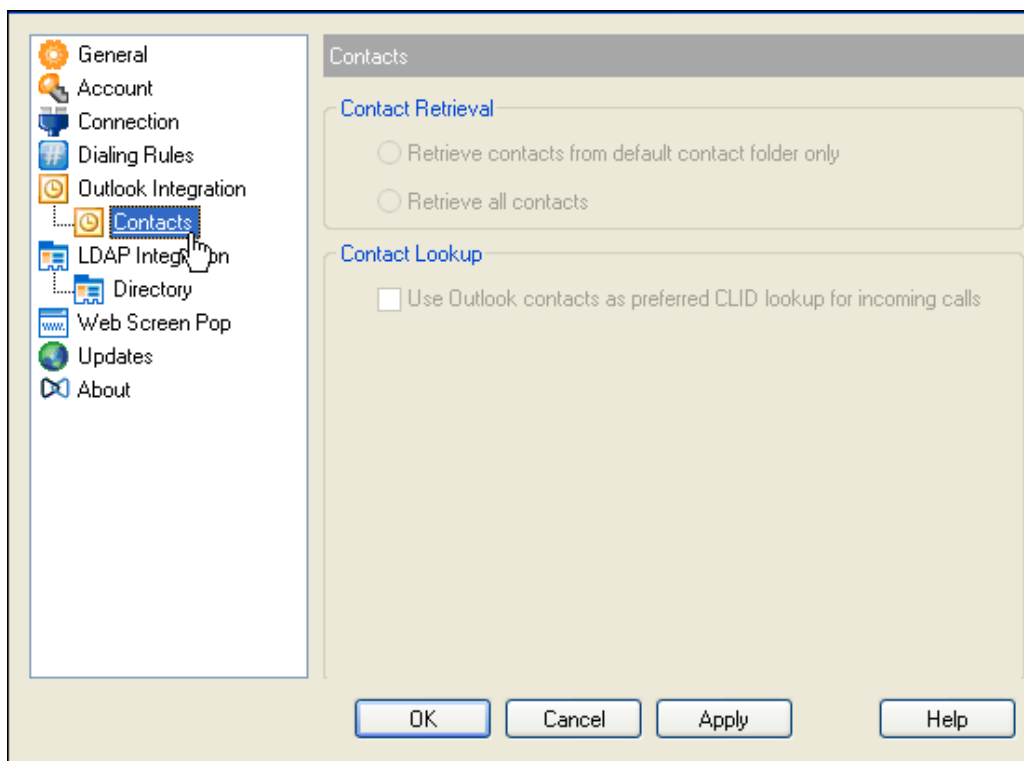 General
Account
Connection
Dialing Rules
Outlook Integration
Contacts
LDAP Integration
Directory
www.
Web Screen Pop
Updates
About
Contacts
Contact Retrieval
Retrieve contacts from default contact folder only
Retrieve all contacts
Contact Lookup
Use Outlook contacts as preferred CLID lookup for incoming calls
OK
Cancel
Apply
Help